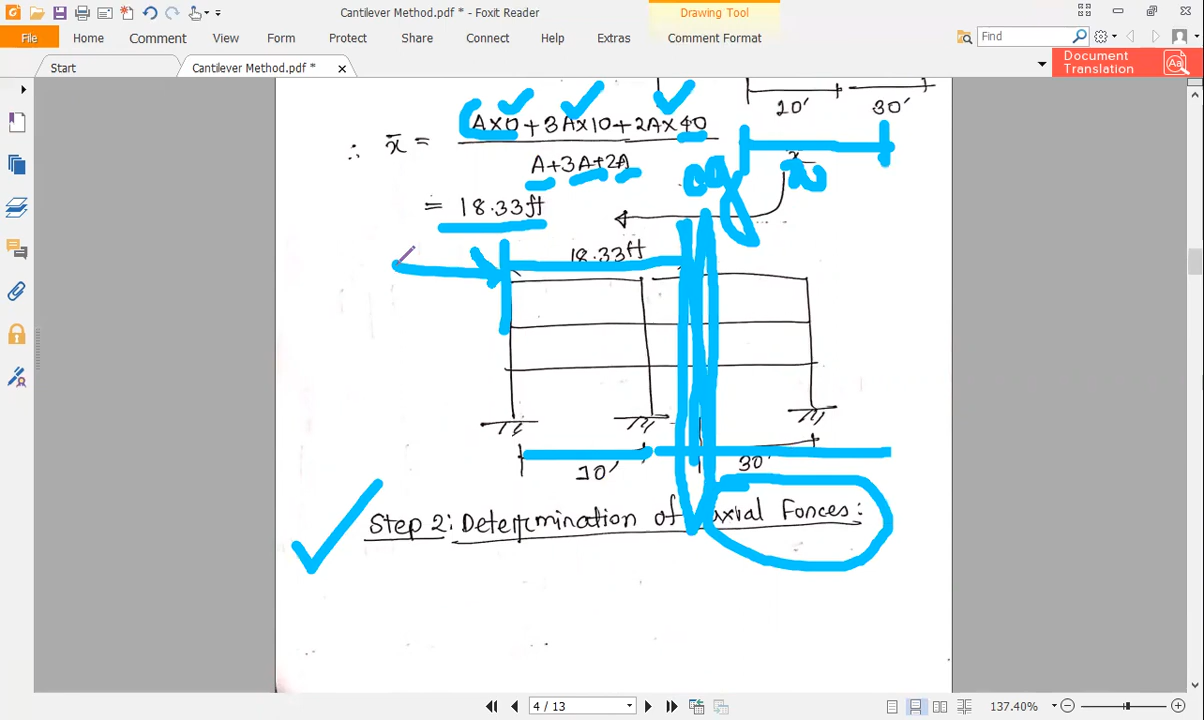 Cantilever Method.pdf * - Foxit Reader
Drawing Tool
File
Home
Comment
View
Form
Protect
Share
Connect
Help
Extras
Comment Format
Find
Start
Cantilever Method.pdf *
Document
Translation
10'
30'
∴ x̄ = A×0 + 3A×10 + 2A×40
A+3A+2A
= 18.33ft
cg
18.33ft
10'
30'
Step 2: Determination of axial Forces:
4 / 13
137.40%